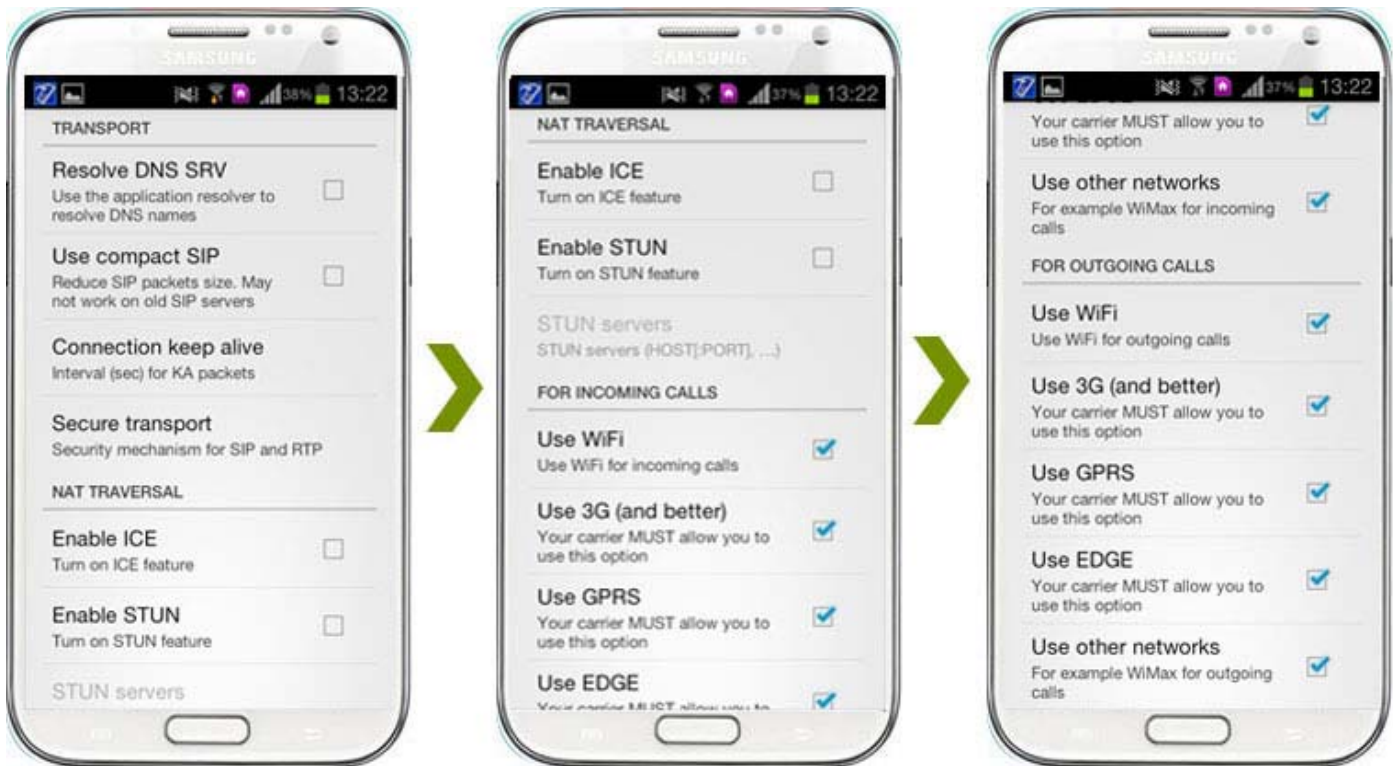 SAMSUNG
38% 13:22
TRANSPORT
Resolve DNS SRV
Use the application resolver to
resolve DNS names
Use compact SIP
Reduce SIP packets size. May
not work on old SIP servers
Connection keep alive
Interval (sec) for KA packets
Secure transport
Security mechanism for SIP and RTP
NAT TRAVERSAL
Enable ICE
Turn on ICE feature
Enable STUN
Turn on STUN feature
STUN servers
SAMSUNG
37% 13:22
NAT TRAVERSAL
Enable ICE
Turn on ICE feature
Enable STUN
Turn on STUN feature
STUN servers
STUN servers (HOST[:PORT], ...)
FOR INCOMING CALLS
Use WiFi
Use WiFi for incoming calls
Use 3G (and better)
Your carrier MUST allow you to
use this option
Use GPRS
Your carrier MUST allow you to
use this option
Use EDGE
Your carrier MUST allow you to
SAMSUNG
37% 13:22
Your carrier MUST allow you to
use this option
Use other networks
For example WiMax for incoming
calls
FOR OUTGOING CALLS
Use WiFi
Use WiFi for outgoing calls
Use 3G (and better)
Your carrier MUST allow you to
use this option
Use GPRS
Your carrier MUST allow you to
use this option
Use EDGE
Your carrier MUST allow you to
use this option
Use other networks
For example WiMax for outgoing
calls